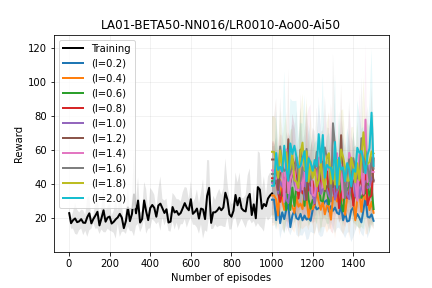 LA01-BETA50-NN016/LR0010-Ao00-Ai50
Reward
120
100
80
60
40
20
Training
(l=0.2)
(l=0.4)
(l=0.6)
(l=0.8)
(l=1.0)
(l=1.2)
(l=1.4)
(l=1.6)
(l=1.8)
(l=2.0)
0 200 400 600 800 1000 1200 1400
Number of episodes